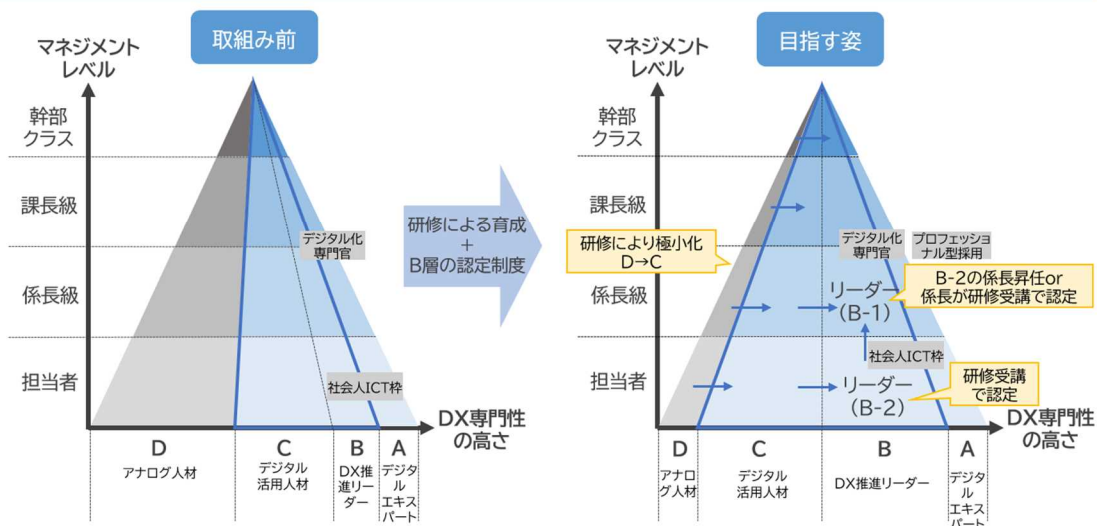 取組み前
マネジメント
レベル
幹部
クラス
課長級
係長級
担当者
デジタル化
専門官
社会人ICT枠
DX専門性
の高さ
D
アナログ人材
C
デジタル
活用人材
B
DX推
進リー
ダー
A
デジタ
ル
エキス
パート
研修による育成
+
B層の認定制度
目指す姿
マネジメント
レベル
幹部
クラス
課長級
係長級
担当者
研修により極小化
D→C
デジタル化
専門官
プロフェッショ
ナル型採用
リーダー
(B-1)
B-2の係長昇任or
係長が研修受講で認定
社会人ICT枠
リーダー
(B-2)
研修受講
で認定
DX専門性
の高さ
D
アナロ
グ人材
C
デジタル
活用人材
B
DX推進リーダー
A
デジタ
ル
エキス
パート